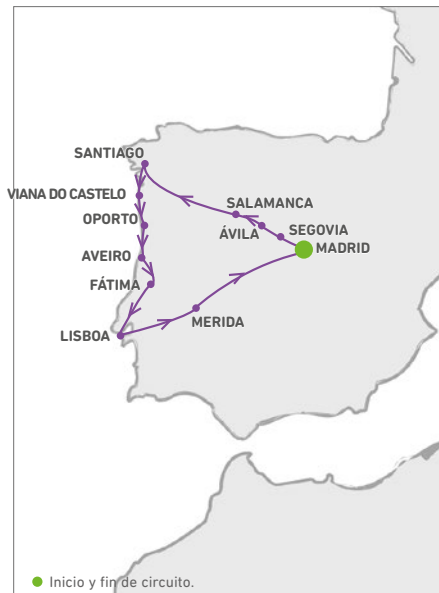 SANTIAGO
VIANA DO CASTELO
SALAMANCA
OPORTO
ÁVILA
SEGOVIA
MADRID
AVEIRO
FÁTIMA
MERIDA
LISBOA
Inicio y fin de circuito.